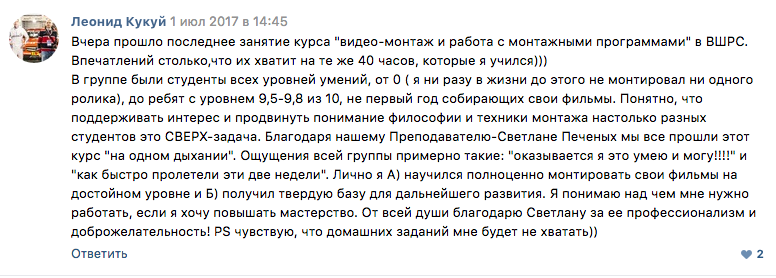 Леонид Кукуй 1 июл 2017 в 14:45
Вчера прошло последнее занятие курса "видео-монтаж и работа с монтажными программами" в ВШРС.
Впечатлений столько,что их хватит на те же 40 часов, которые я учился)))
В группе были студенты всех уровней умений, от 0 ( я ни разу в жизни до этого не монтировал ни одного
ролика), до ребят с уровнем 9,5-9,8 из 10, не первый год собирающих свои фильмы. Понятно, что
поддерживать интерес и продвинуть понимание философии и техники монтажа настолько разных
студентов это СВЕРХ-задача. Благодаря нашему Преподавателю-Светлане Печеных мы все прошли этот
курс "на одном дыхании". Ощущения всей группы примерно такие: "оказывается я это умею и могу!!!!" и
"как быстро пролетели эти две недели". Лично я А) научился полноценно монтировать свои фильмы на
достойном уровне и Б) получил твердую базу для дальнейшего развития. Я понимаю над чем мне нужно
работать, если я хочу повышать мастерство. От всей души благодарю Светлану за ее профессионализм и
доброжелательность! PS чувствую, что домашних заданий мне будет не хватать))
Ответить 2